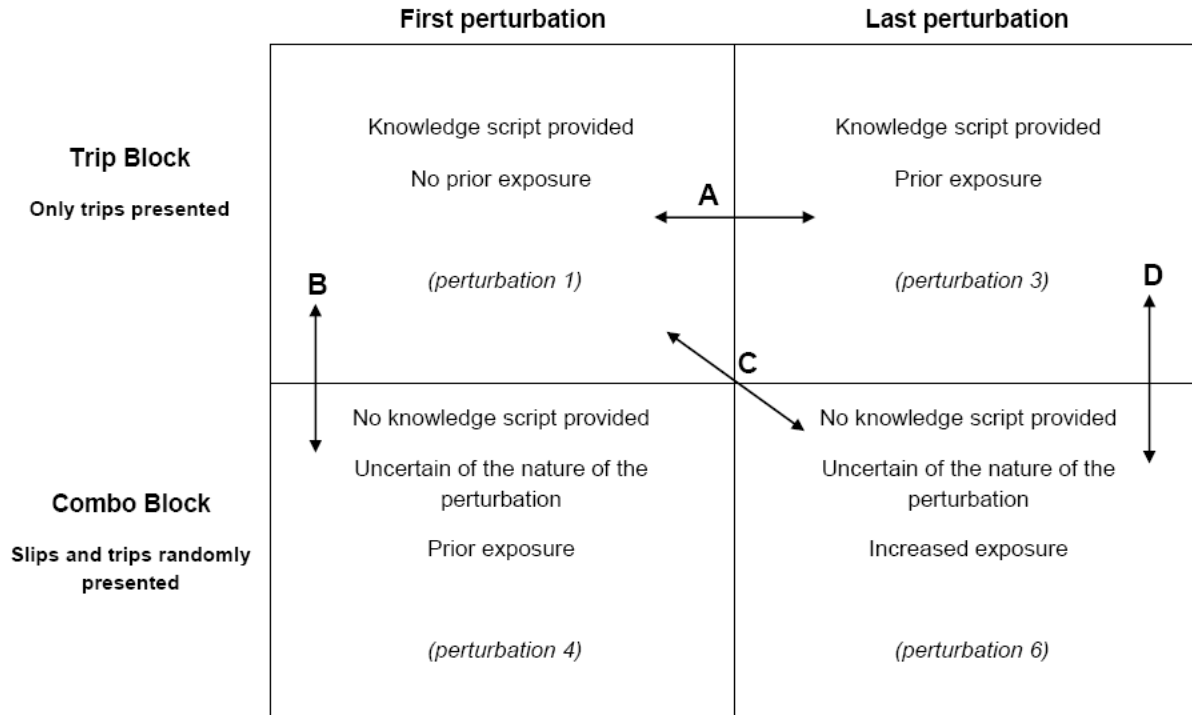 First perturbation
Last perturbation
Trip Block
Only trips presented
Knowledge script provided
No prior exposure
(perturbation 1)
Knowledge script provided
Prior exposure
(perturbation 3)
A
B
C
D
Combo Block
Slips and trips randomly
presented
No knowledge script provided
Uncertain of the nature of the
perturbation
Prior exposure
(perturbation 4)
No knowledge script provided
Uncertain of the nature of the
perturbation
Increased exposure
(perturbation 6)